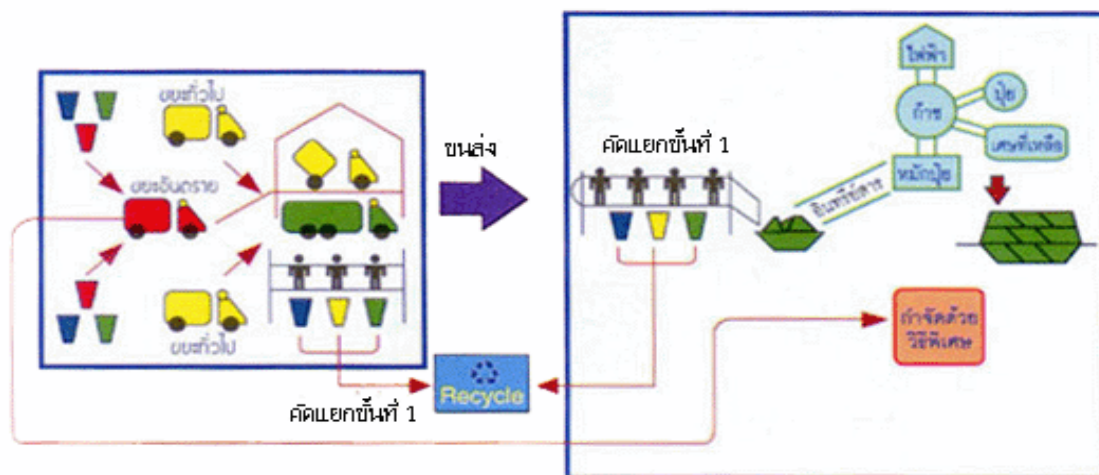 ขยะทั่วไป
ขยะอันตราย
ขยะทั่วไป
คัดแยกขั้นที่ 1
ขนส่ง
Recycle
คัดแยกขั้นที่ 1
อินทรีย์สาร
ไฟฟ้า
ก๊าซ
ปุ๋ย
เศษที่เหลือ
หมักปุ๋ย
กำจัดด้วย
วิธีพิเศษ